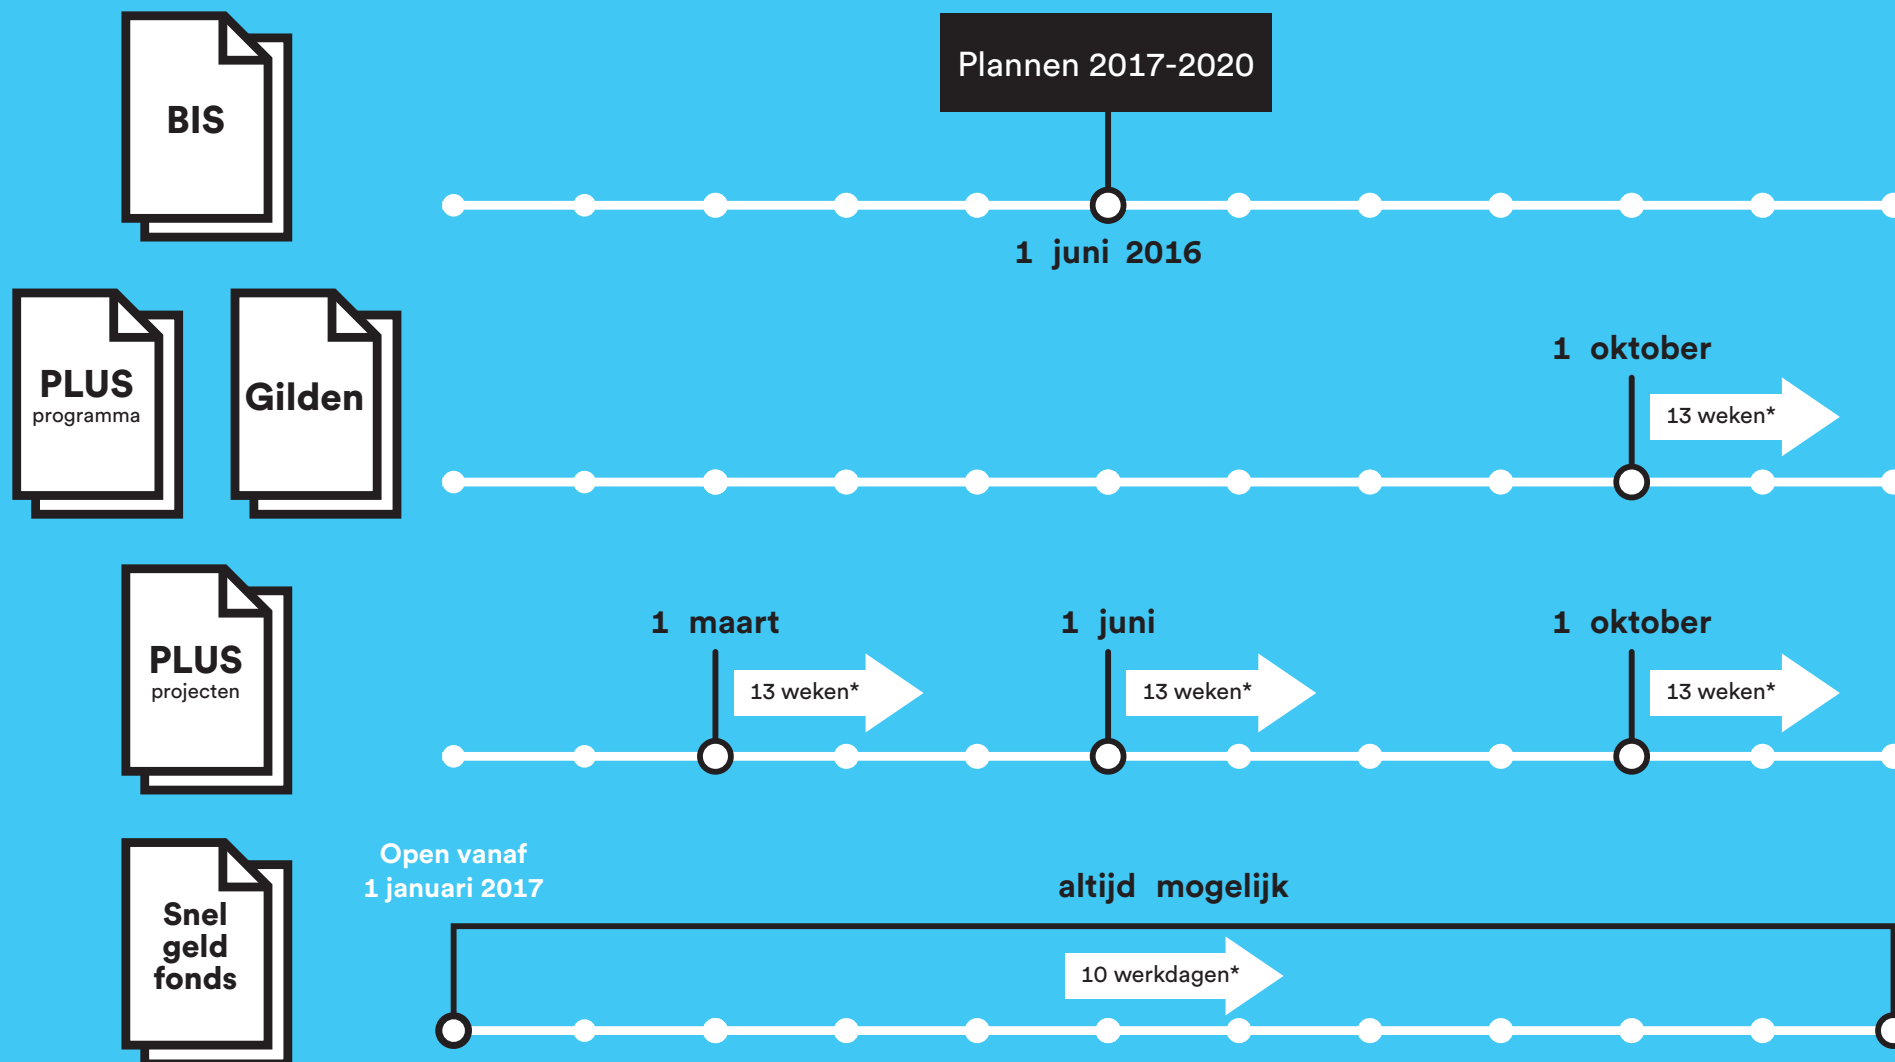 BIS
Plannen 2017-2020
1 juni 2016
PLUS
programma
Gilden
1 oktober
13 weken*
PLUS
projecten
1 maart
13 weken*
1 juni
13 weken*
1 oktober
13 weken*
Snel
geld
fonds
Open vanaf
1 januari 2017
altijd mogelijk
10 werkdagen*